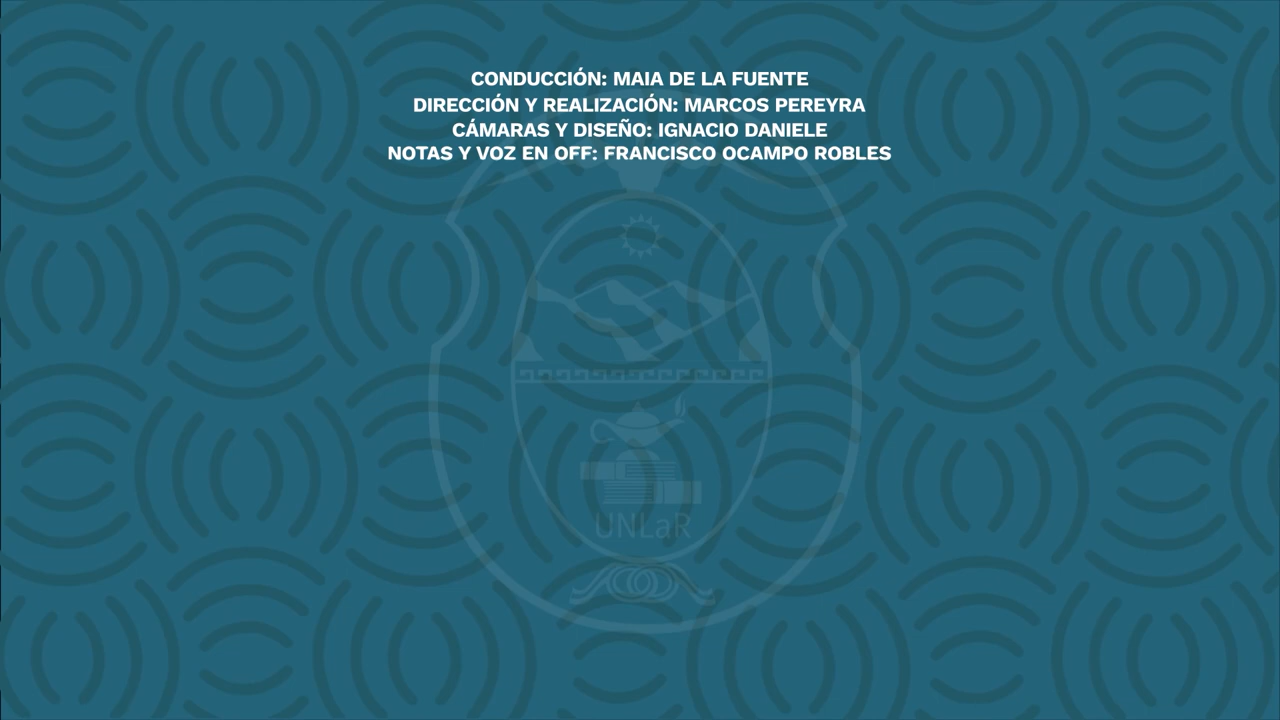 CONDUCCIÓN: MAIA DE LA FUENTE
DIRECCIÓN Y REALIZACIÓN: MARCOS PEREYRA
CÁMARAS Y DISEÑO: IGNACIO DANIELE
NOTAS Y VOZ EN OFF: FRANCISCO OCAMPO ROBLES
UNLaR